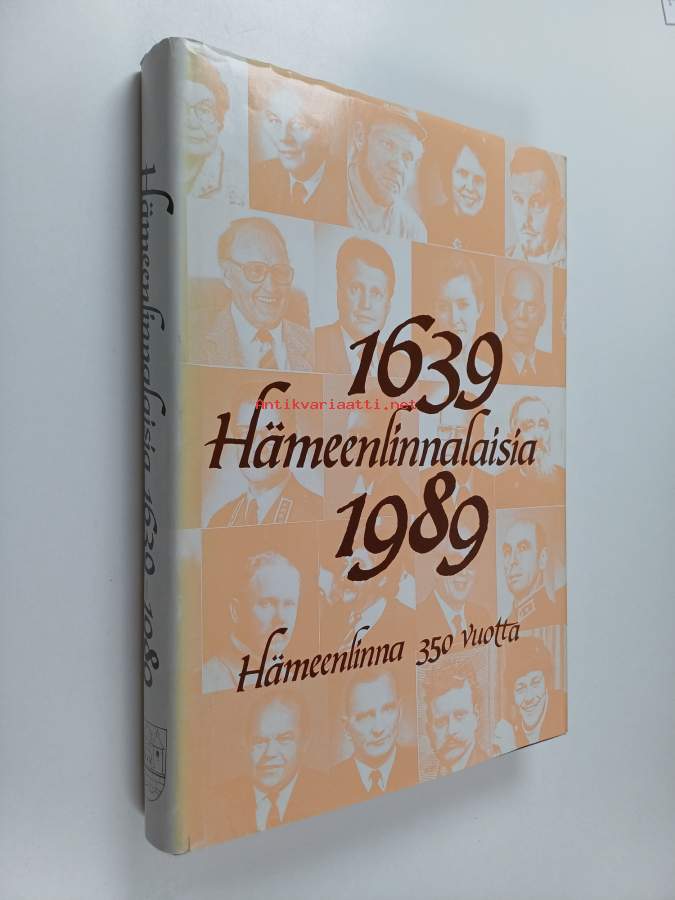 Hämeenlinnalaisia 1639 1989
1639
Antikvariaatti.net
Hämeenlinnalaisia
1989
Hämeenlinna 350 vuotta